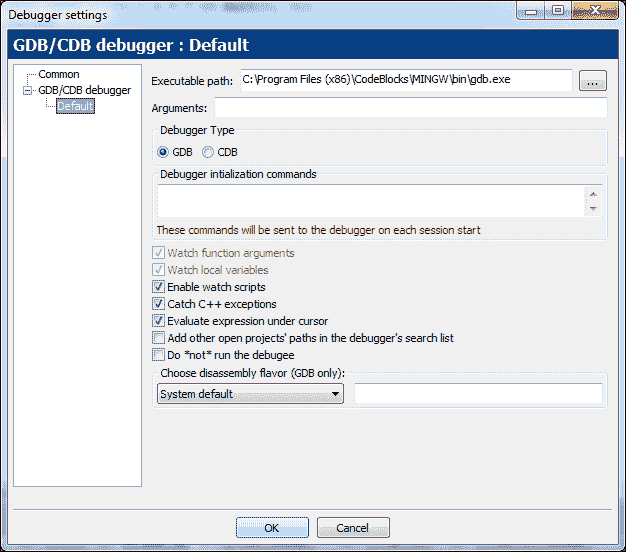 Debugger settings
GDB/CDB debugger : Default
Common
GDB/CDB debugger
Default
Executable path: C:\Program Files (x86)\CodeBlocks\MINGW\bin\gdb.exe ...
Arguments:
Debugger Type
GDB CDB
Debugger intialization commands
These commands will be sent to the debugger on each session start
Watch function arguments
Watch local variables
Enable watch scripts
Catch C++ exceptions
Evaluate expression under cursor
Add other open projects' paths in the debugger's search list
Do *not* run the debugee
Choose disassembly flavor (GDB only):
System default
OK Cancel